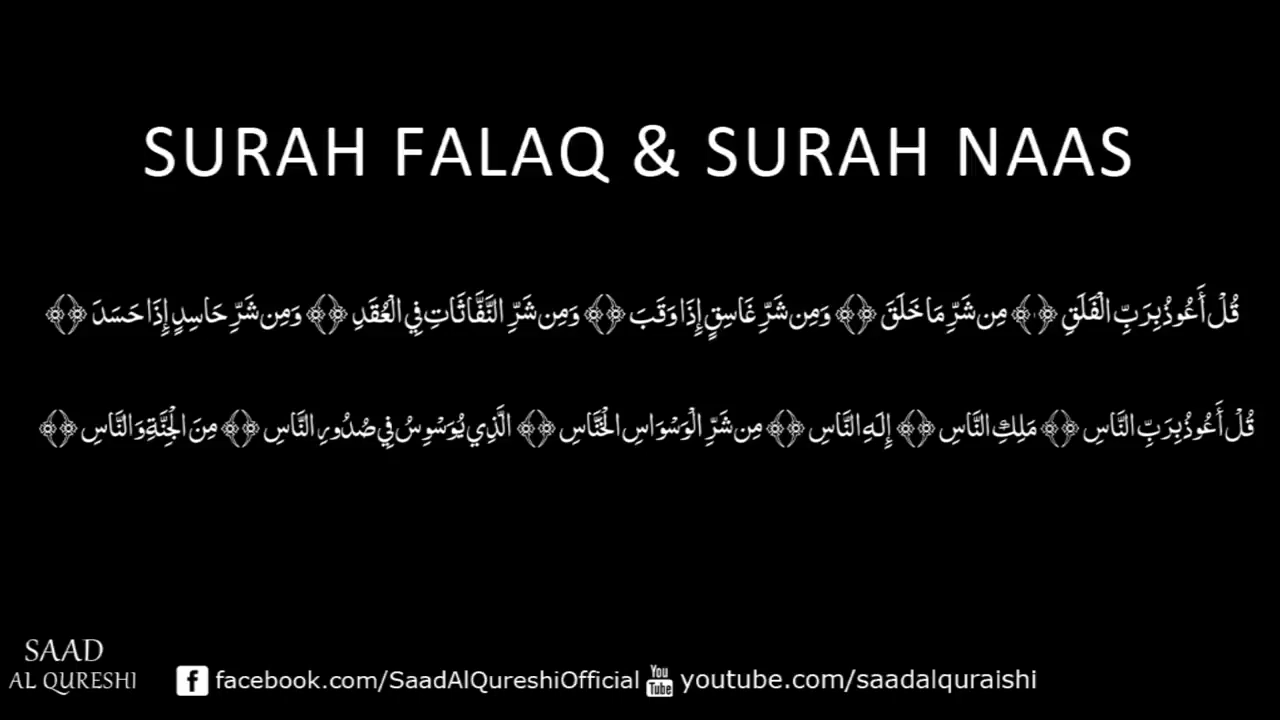 SURAH FALAQ & SURAH NAAS
قُلْ أَعُوذُ بِرَبِّ الْفَلَقِ ﴿١﴾ مِن شَرِّ مَا خَلَقَ ﴿﴾ وَمِن شَرِّ غَاسِقٍ إِذَا وَقَبَ ﴿﴾ وَمِن شَرِّ النَّفَّاثَاتِ فِي الْعُقَدِ ﴿﴾ وَمِن شَرِّ حَاسِدٍ إِذَا حَسَدَ ﴿﴾
قُلْ أَعُوذُ بِرَبِّ النَّاسِ ﴿﴾ مَلِكِ النَّاسِ ﴿﴾ إِلَهِ النَّاسِ ﴿﴾ مِن شَرِّ الْوَسْوَاسِ الْخَنَّاسِ ﴿﴾ الَّذِي يُوَسْوِسُ فِي صُدُورِ النَّاسِ ﴿﴾ مِنَ الْجِنَّةِ وَالنَّاسِ ﴿﴾
SAAD
AL QURESHI
facebook.com/SaadAlQureshiOfficial You Tube youtube.com/saadalquraishi